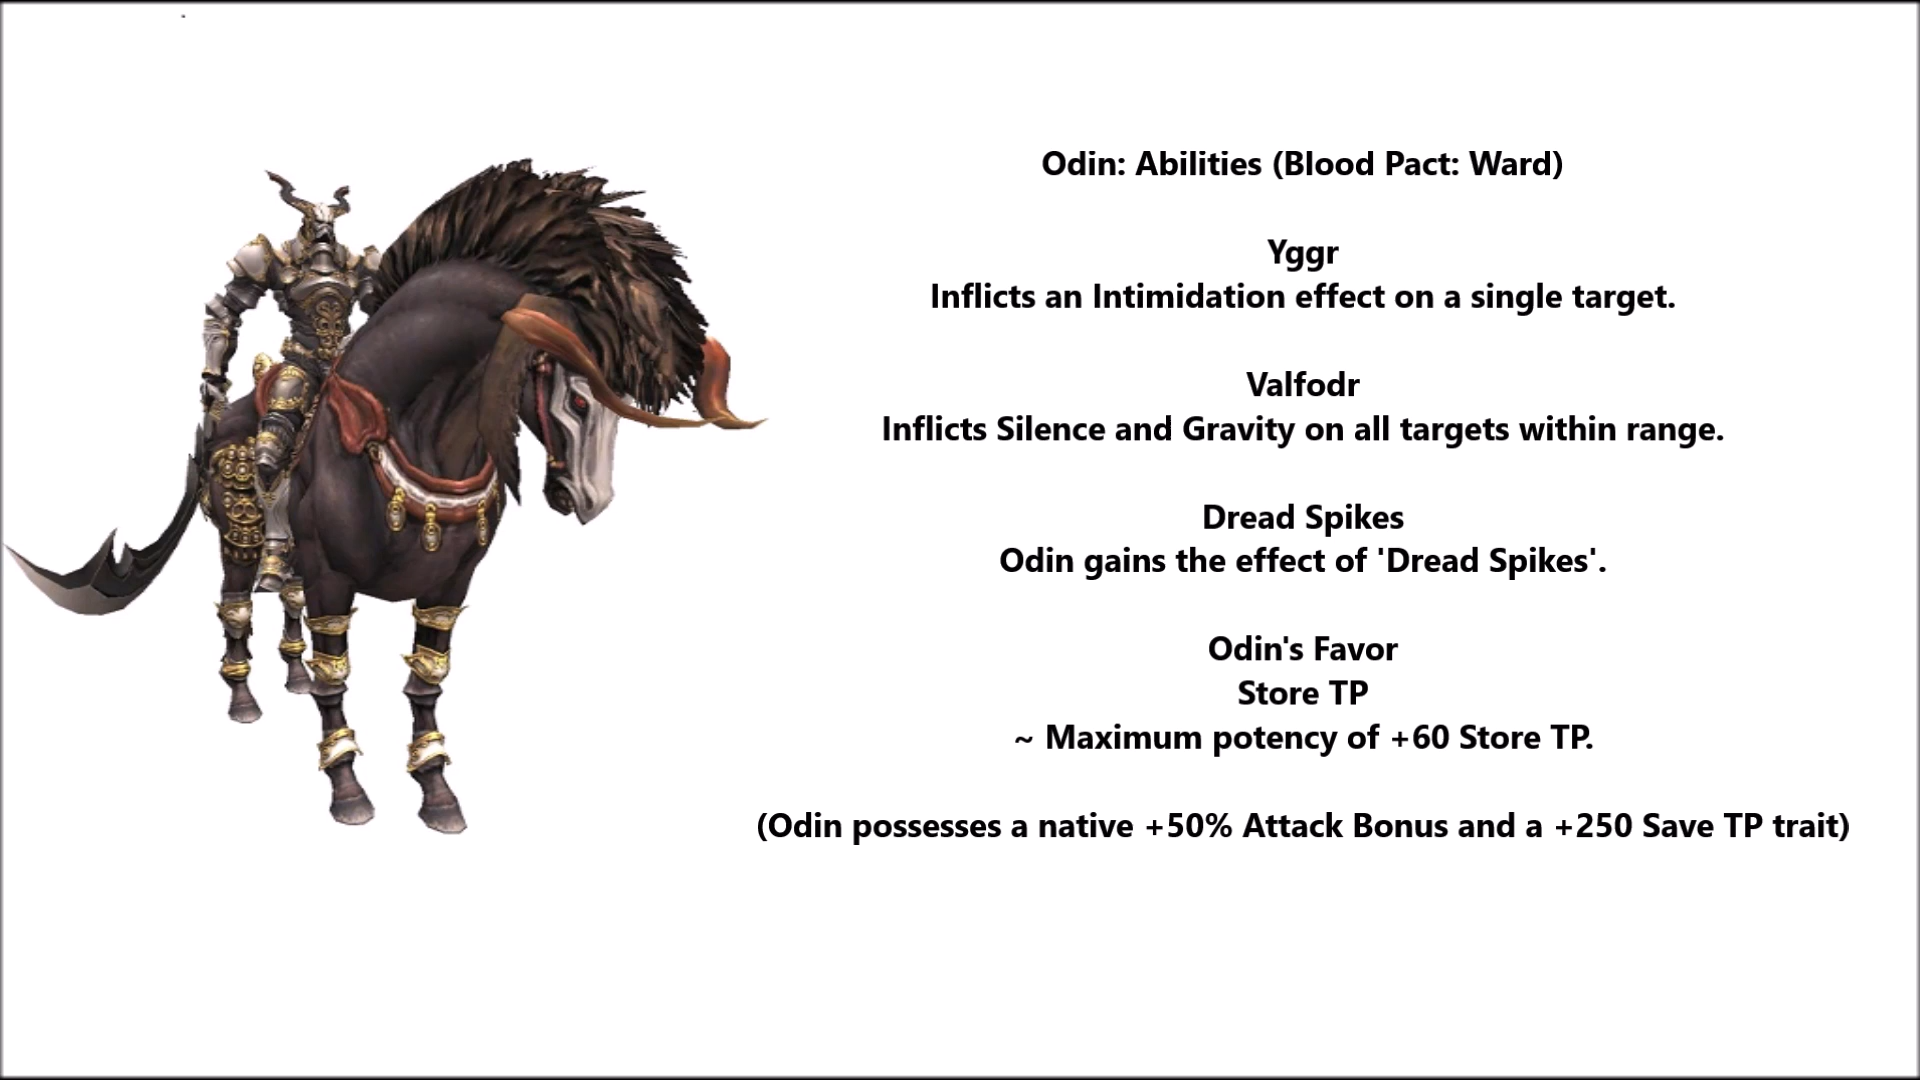 Odin: Abilities (Blood Pact: Ward)
Yggr
Inflicts an Intimidation effect on a single target.
Valfodr
Inflicts Silence and Gravity on all targets within range.
Dread Spikes
Odin gains the effect of 'Dread Spikes'.
Odin's Favor
Store TP
~ Maximum potency of +60 Store TP.
(Odin possesses a native +50% Attack Bonus and a +250 Save TP trait)